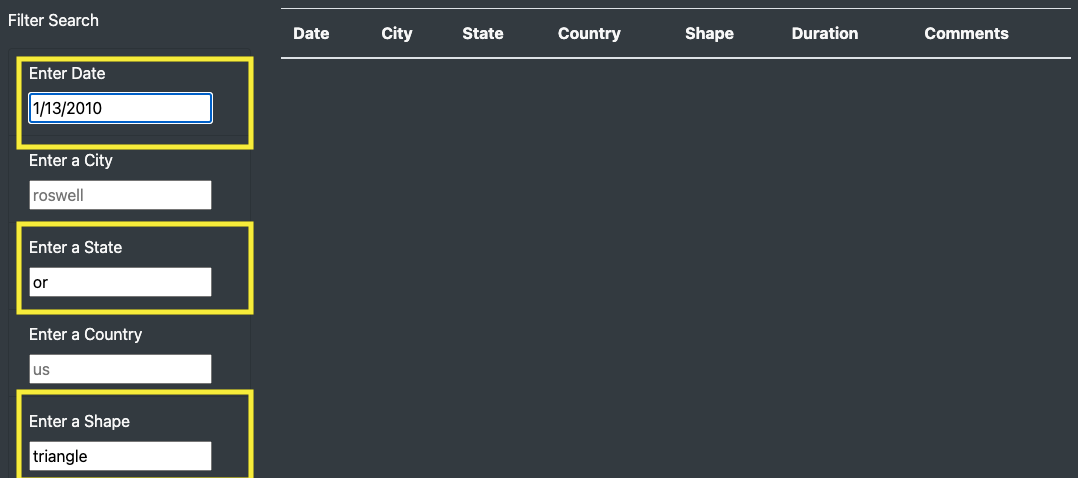 Filter Search
Enter Date
1/13/2010
Enter a City
roswell
Enter a State
or
Enter a Country
us
Enter a Shape
triangle
Date City State Country Shape Duration Comments